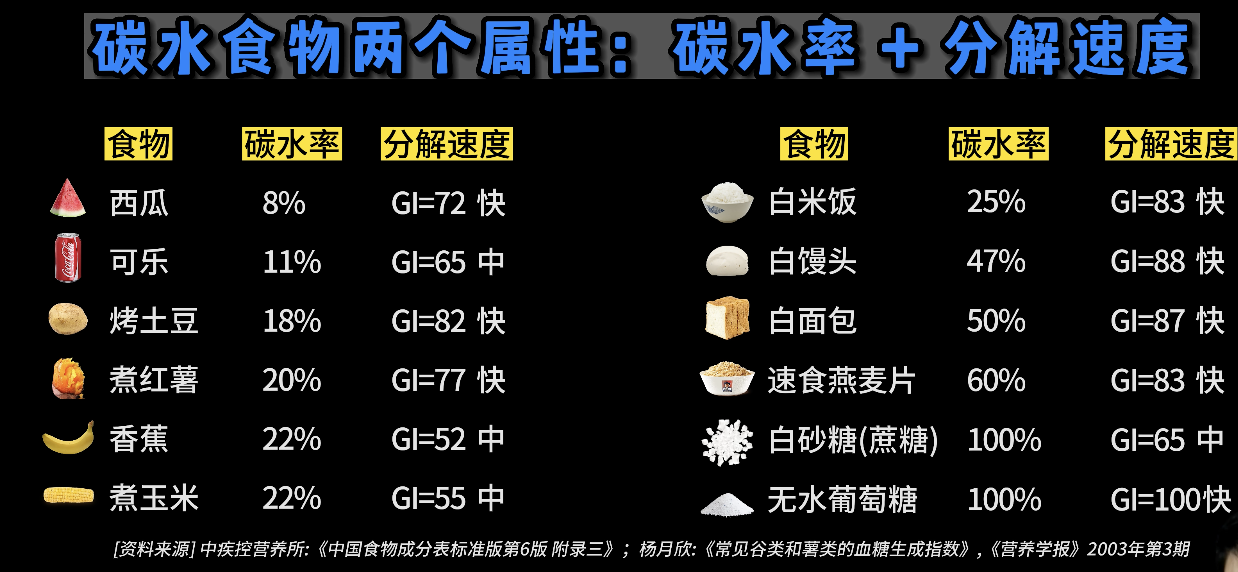 碳水食物两个属性：碳水率＋分解速度
食物 碳水率 分解速度
西瓜 8% GI=72 快
可乐 11% GI=65 中
烤土豆 18% GI=82 快
煮红薯 20% GI=77 快
香蕉 22% GI=52 中
煮玉米 22% GI=55 中
食物 碳水率 分解速度
白米饭 25% GI=83 快
白馒头 47% GI=88 快
白面包 50% GI=87 快
速食燕麦片 60% GI=83 快
白砂糖(蔗糖) 100% GI=65 中
无水葡萄糖 100% GI=100快
[资料来源] 中疾控营养所:《中国食物成分表标准版第6版 附录三》；杨月欣:《常见谷类和薯类的血糖生成指数》,《营养学报》2003年第3期
Coca-Cola